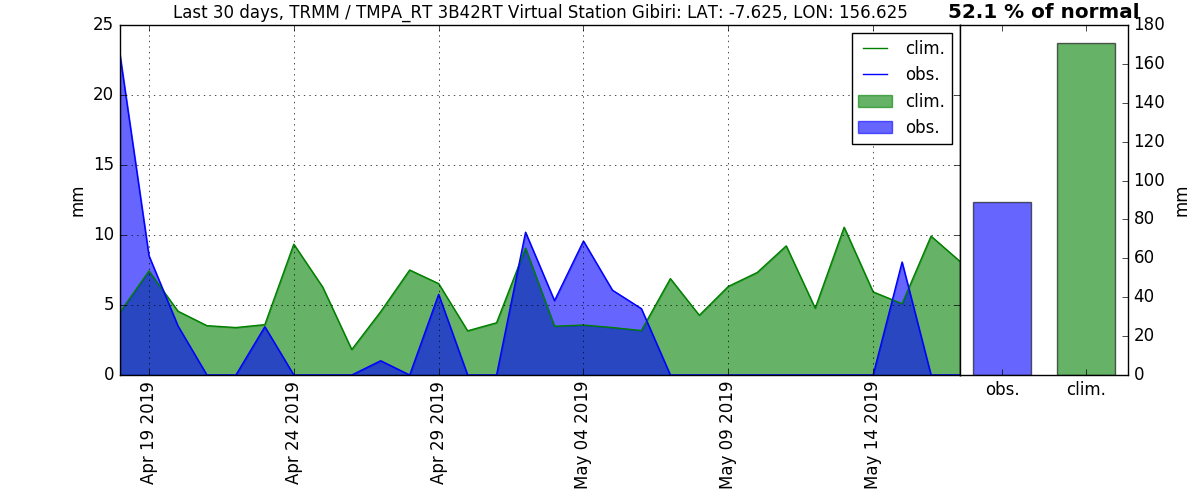 Last 30 days, TRMM / TMPA_RT 3B42RT Virtual Station Gibiri: LAT: -7.625, LON: 156.625
52.1 % of normal
25
20
15
10
5
0
mm
clim.
obs.
clim.
obs.
Apr 19 2019
Apr 24 2019
Apr 29 2019
May 04 2019
May 09 2019
May 14 2019
180
160
140
120
100
80
60
40
20
0
mm
obs.
clim.